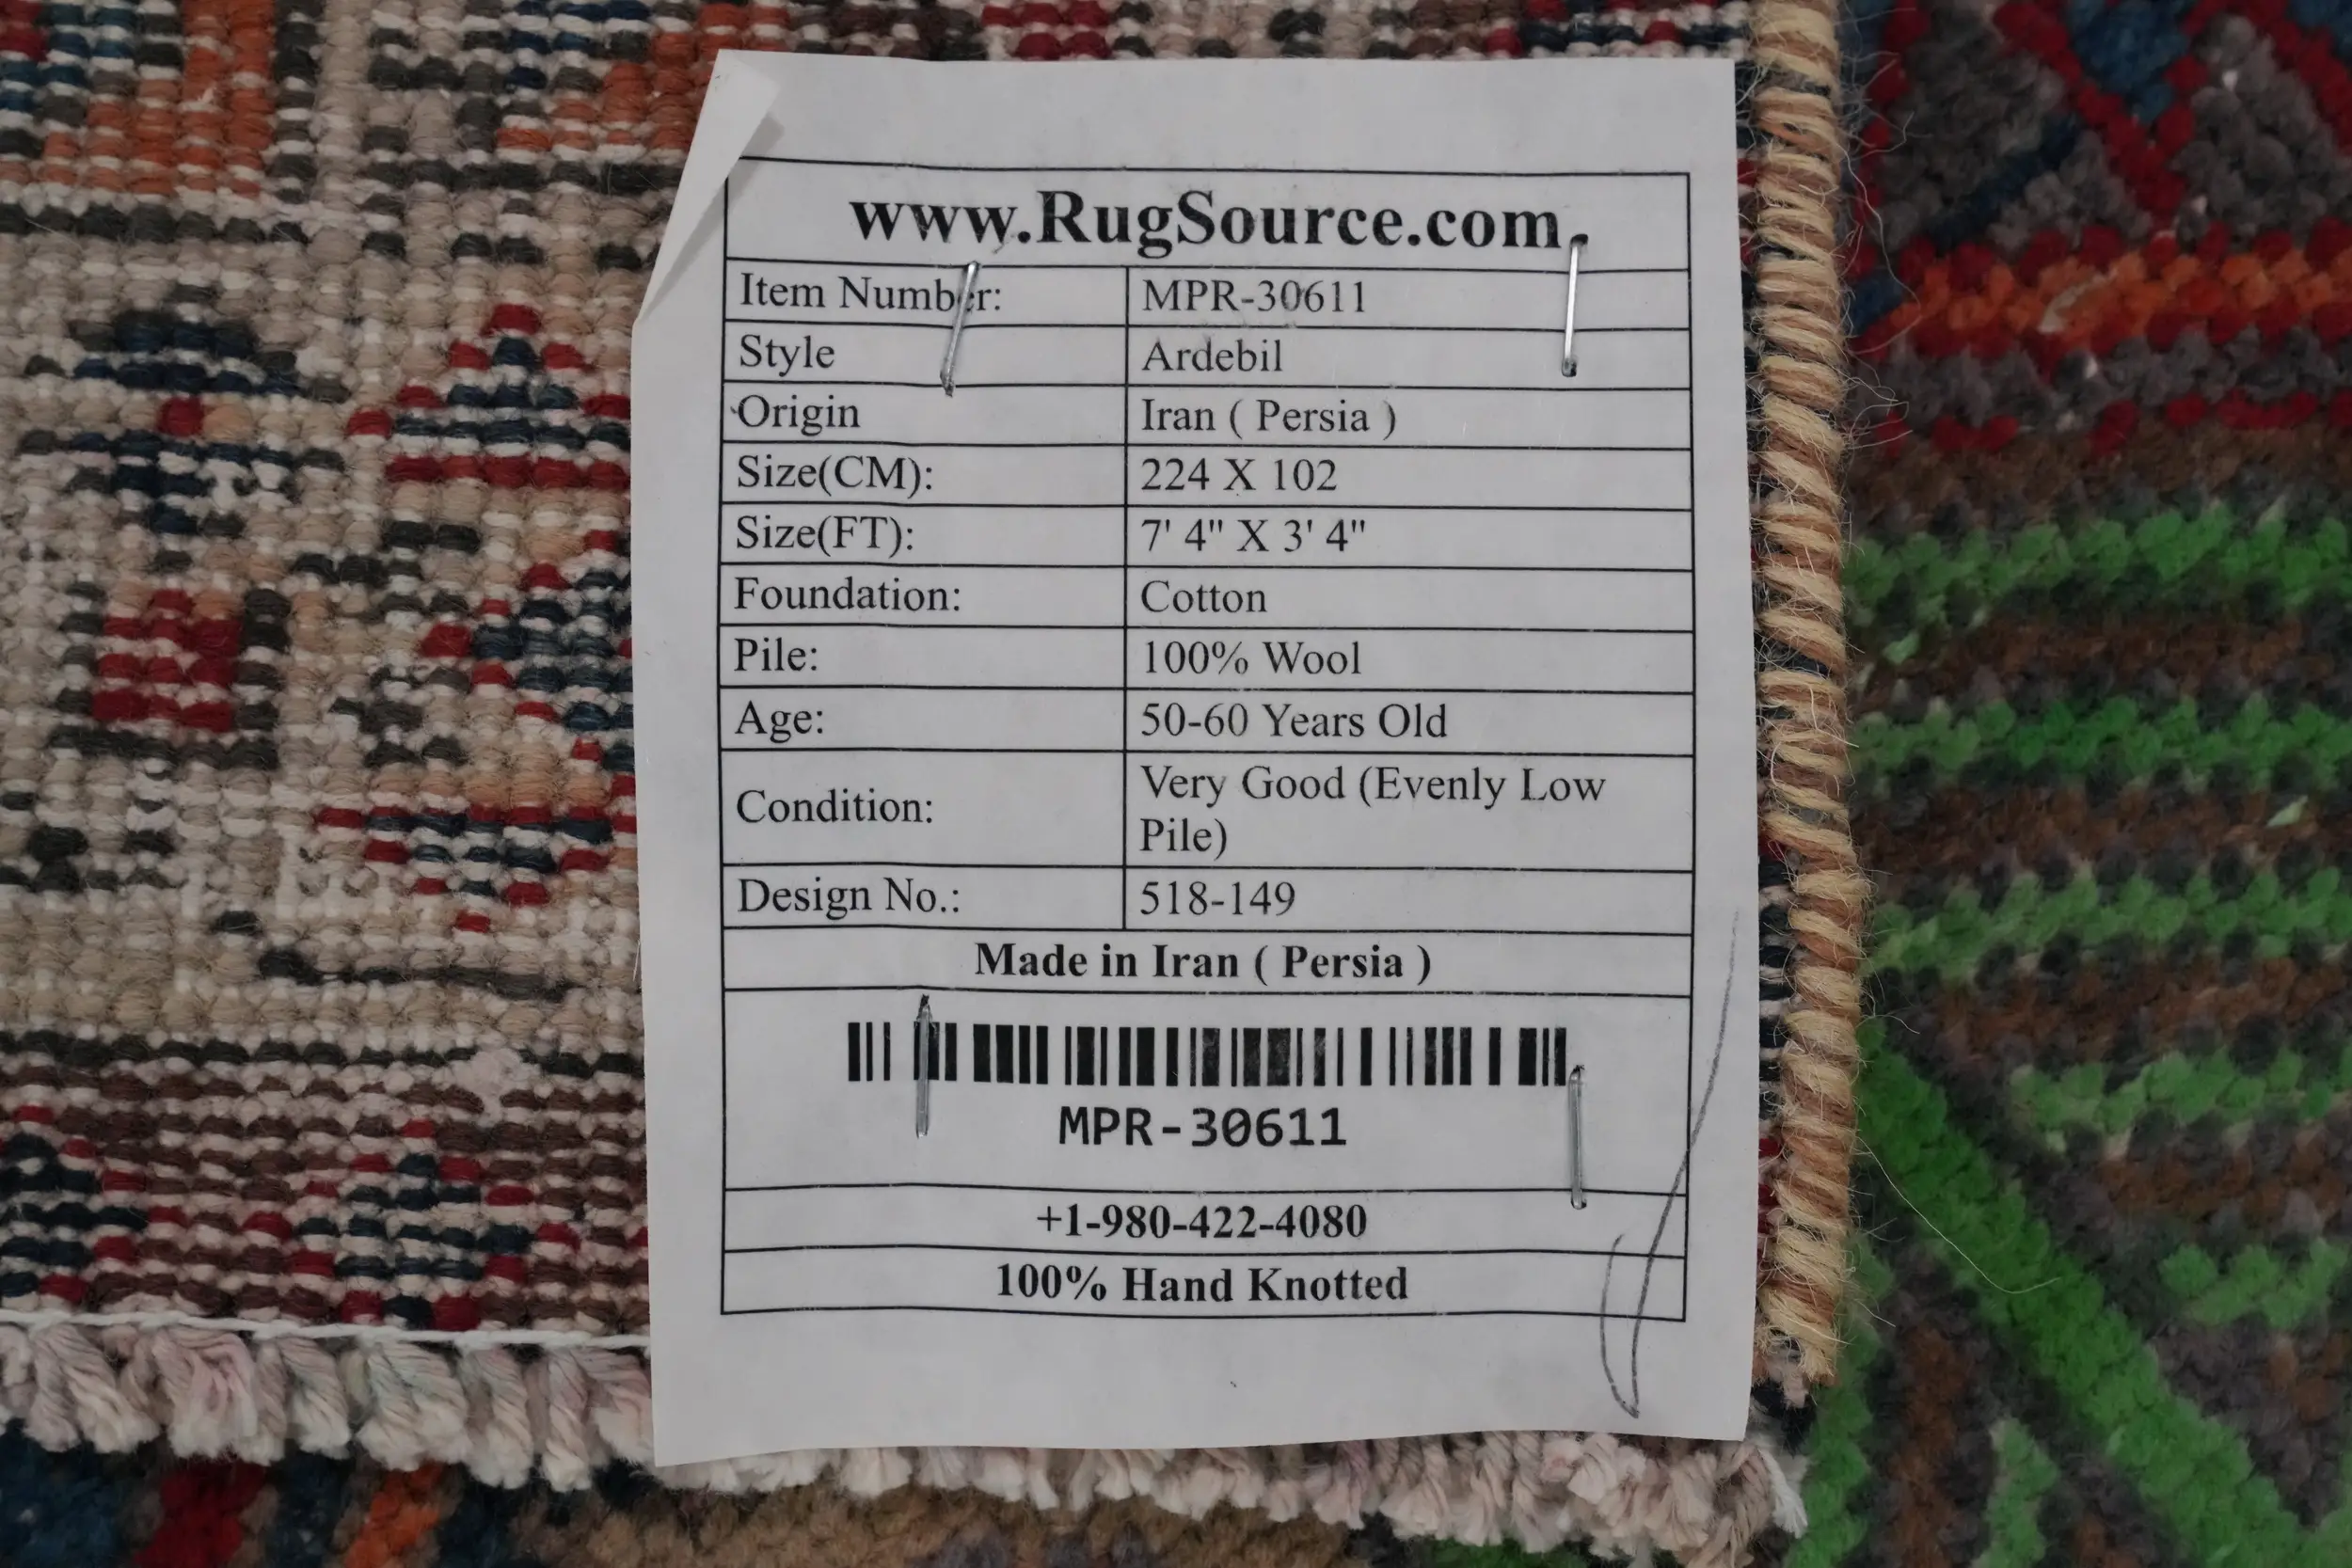 www.RugSource.com
Item Number: MPR-30611
Style Ardebil
Origin Iran ( Persia )
Size(CM): 224 X 102
Size(FT): 7' 4" X 3' 4"
Foundation: Cotton
Pile: 100% Wool
Age: 50-60 Years Old
Condition: Very Good (Evenly Low
Pile)
Design No.: 518-149
Made in Iran ( Persia )
MPR-30611
+1-980-422-4080
100% Hand Knotted